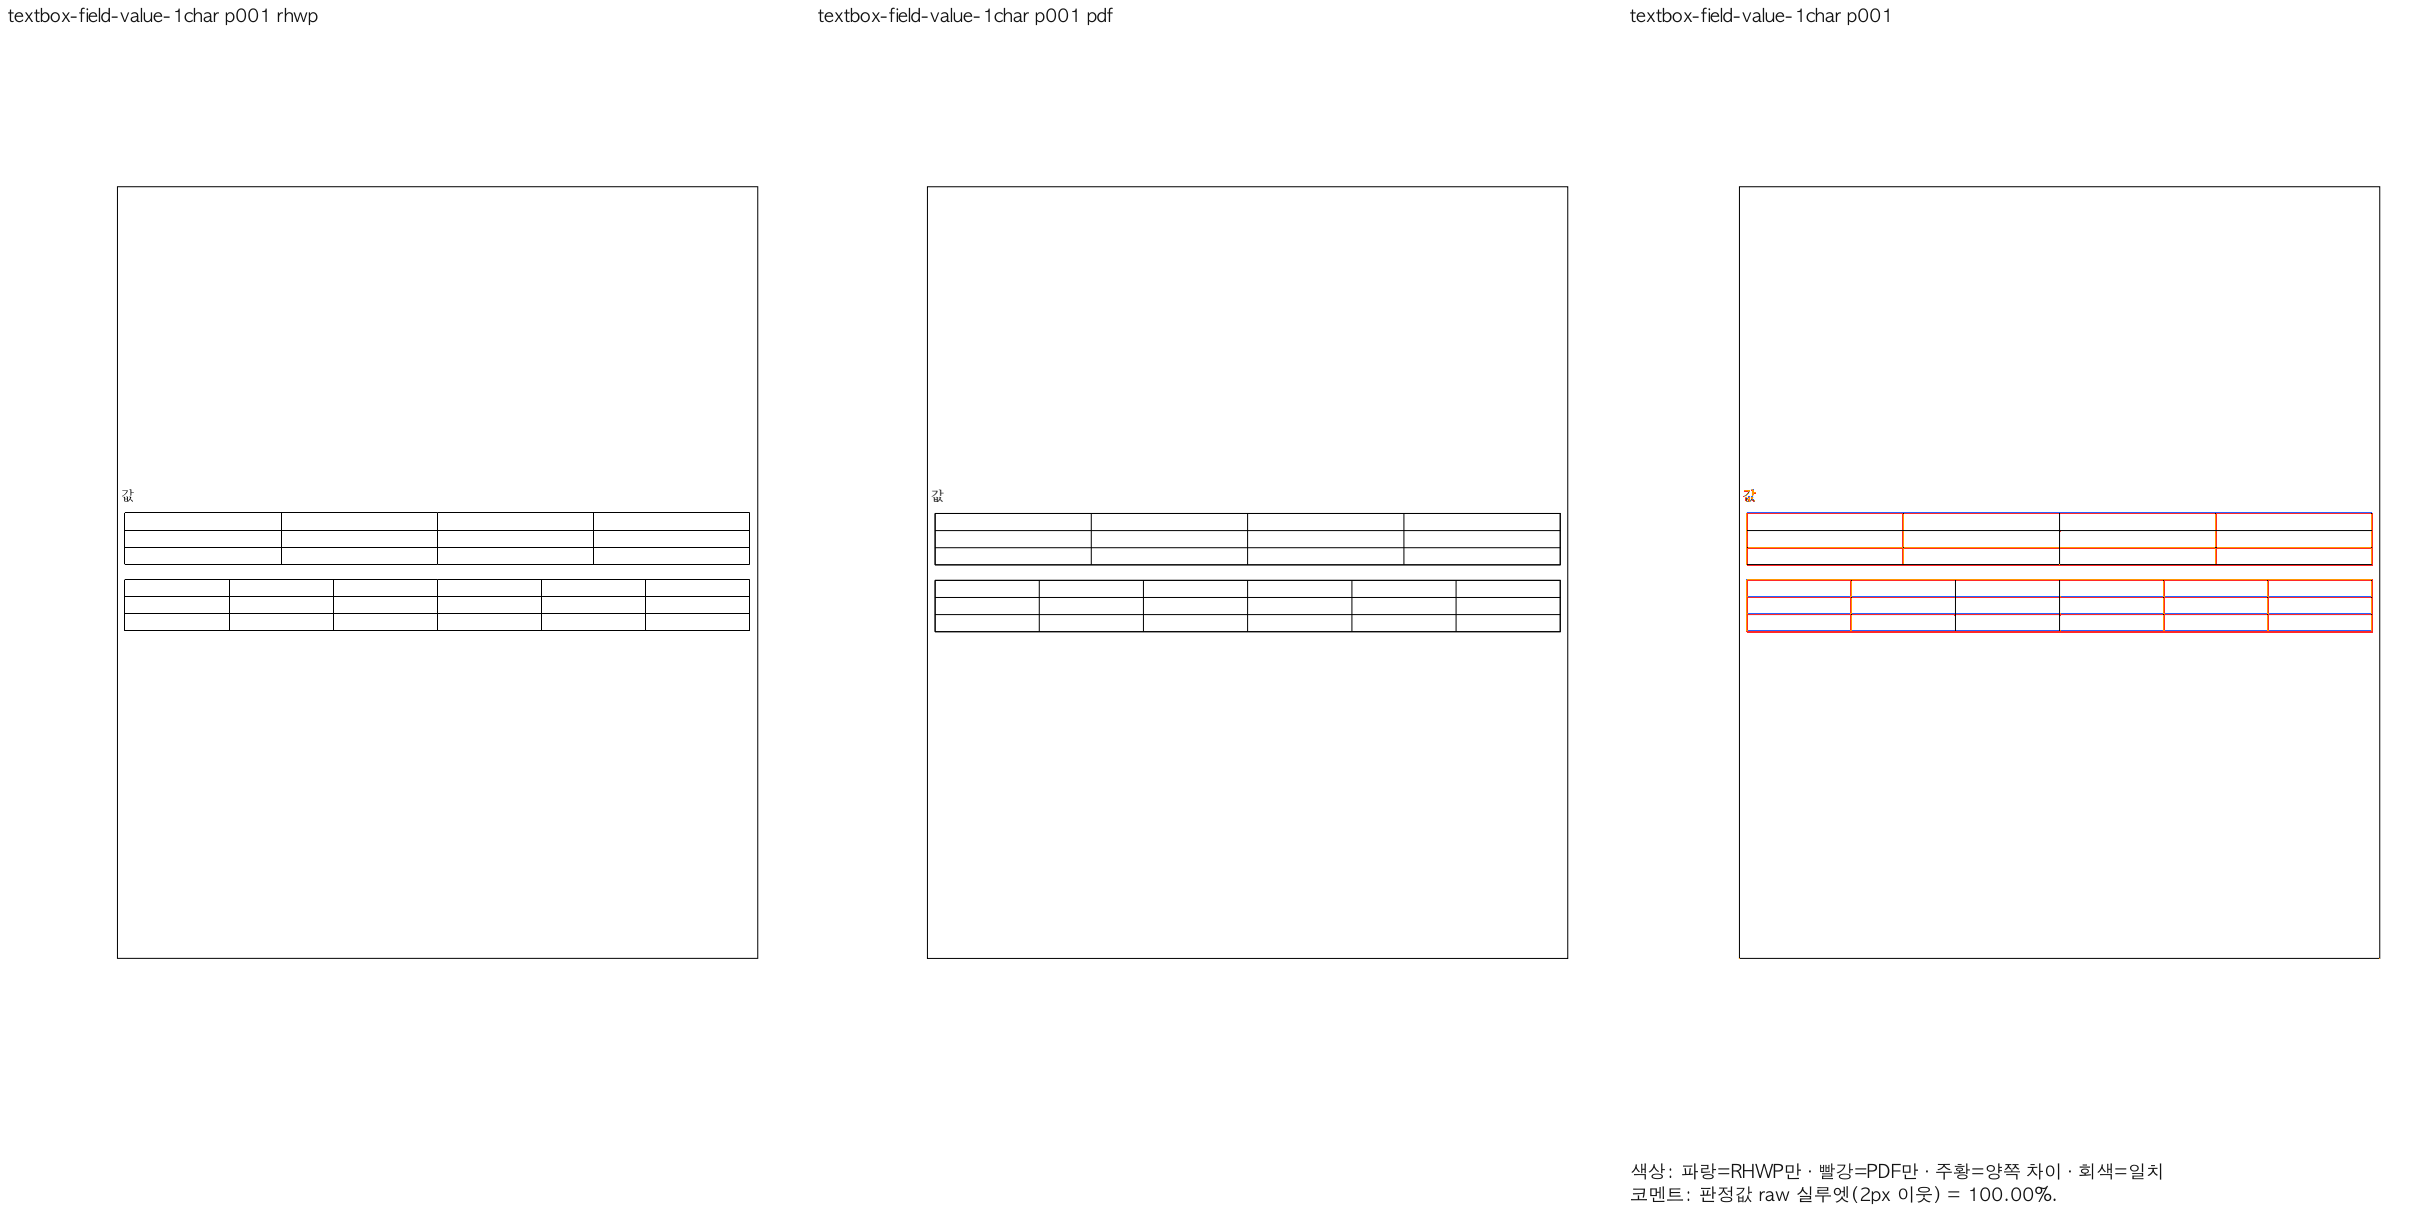 textbox-field-value-1char p001 rhwp
textbox-field-value-1char p001 pdf
textbox-field-value-1char p001
값
값
값
색상: 파랑=RHWP만 · 빨강=PDF만 · 주황=양쪽 차이 · 회색=일치
코멘트: 판정값 raw 실루엣(2px 이웃) = 100.00%.